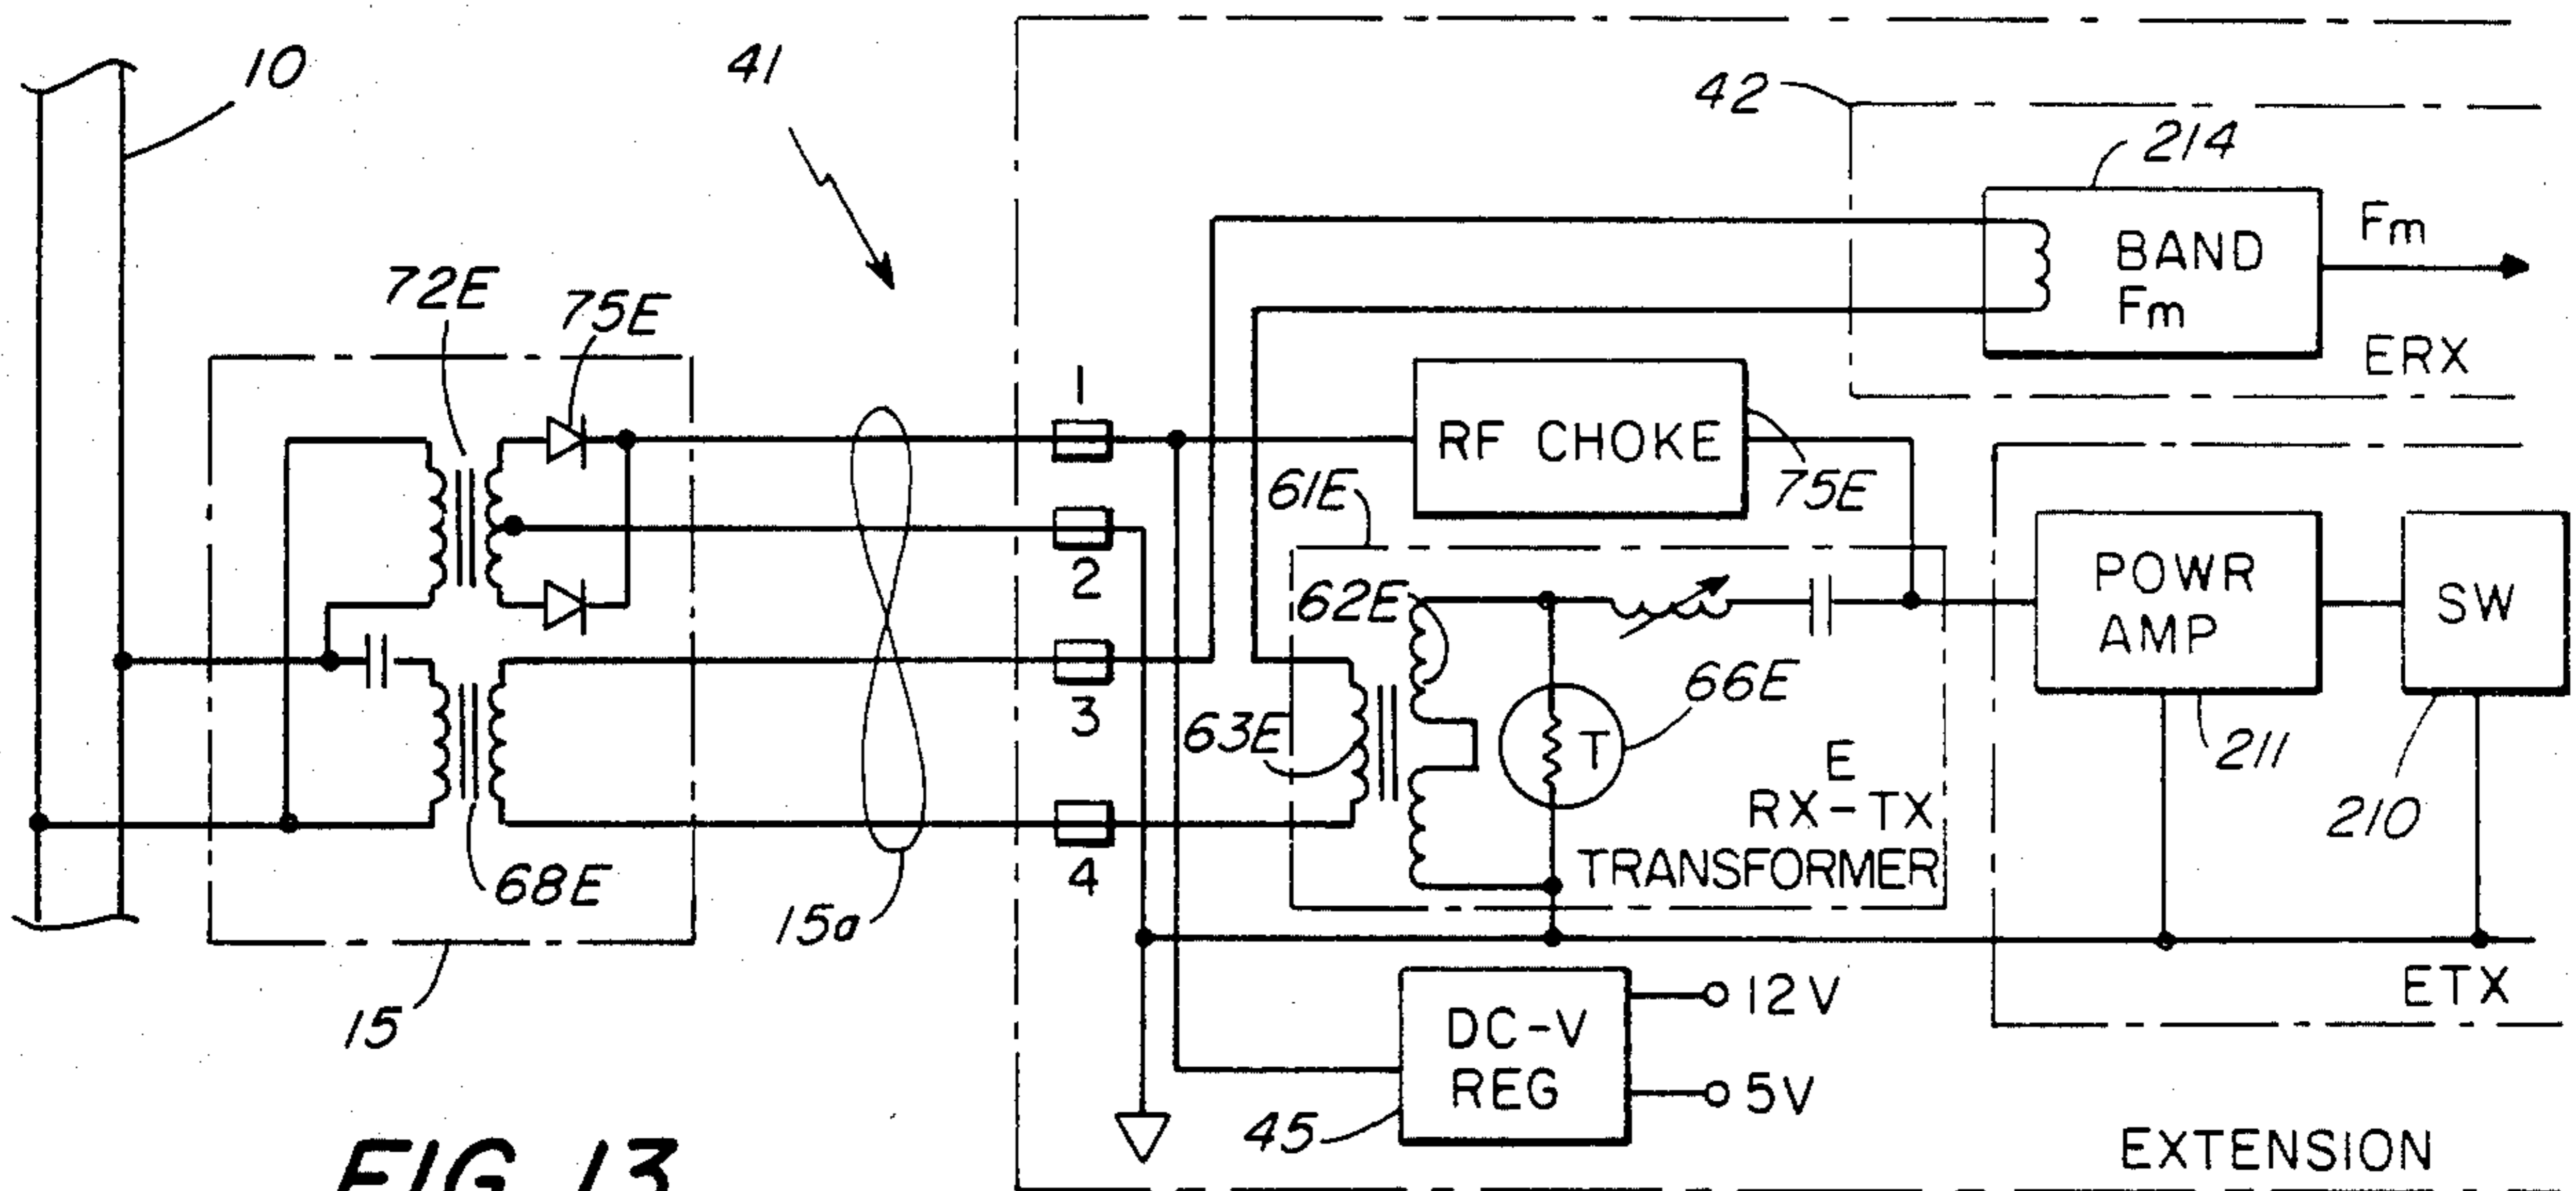 10
41
42
214
Fm
BAND
Fm
ERX
72E
75E
1
RF CHOKE
75E
61E
2
62E
POWR
AMP
SW
3
63E
T
66E
E
RX-TX
TRANSFORMER
211
210
4
68E
15a
15
ETX
DC-V
REG
12V
5V
45
EXTENSION
FIG 13